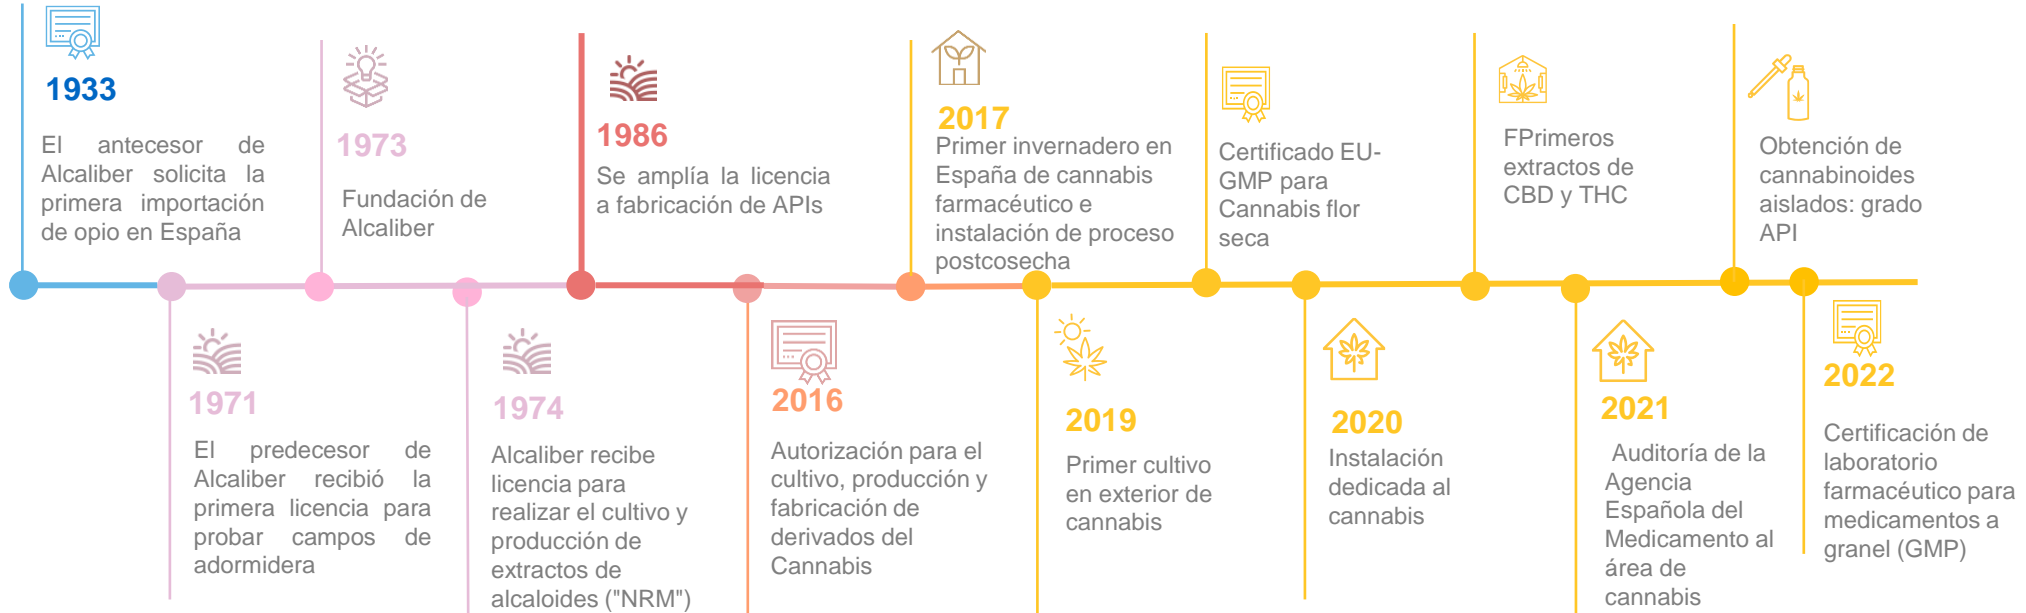 1933
El antecesor de
Alcaliber solicita la
primera importación
de opio en España
1971
El predecesor de
Alcaliber recibió la
primera licencia para
probar campos de
adormidera
1973
Fundación de
Alcaliber
1974
Alcaliber recibe
licencia para
realizar el cultivo y
producción de
extractos de
alcaloides ("NRM")
1986
Se amplía la licencia
a fabricación de APIs
2016
Autorización para el
cultivo, producción y
fabricación de
derivados del
Cannabis
2017
Primer invernadero en
España de cannabis
farmacéutico e
instalación de proceso
postcosecha
2019
Primer cultivo
en exterior de
cannabis
Certificado EU-
GMP para
Cannabis flor
seca
2020
Instalación
dedicada al
cannabis
FPrimeros
extractos de
CBD y THC
2021
Auditoría de la
Agencia
Española del
Medicamento al
área de
cannabis
Obtención de
cannabinoides
aislados: grado
API
2022
Certificación de
laboratorio
farmacéutico para
medicamentos a
granel (GMP)